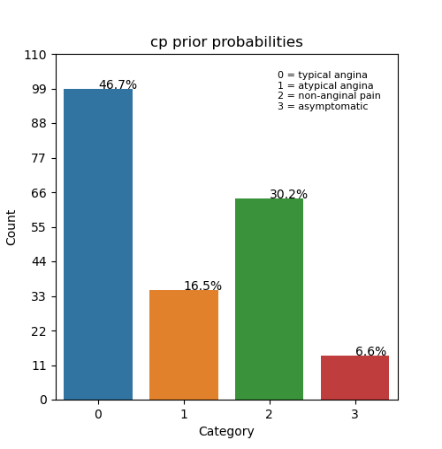 cp prior probabilities
110
99
88
77
66
55
44
33
22
11
0
Count
46.7%
16.5%
30.2%
6.6%
0 = typical angina
1 = atypical angina
2 = non-anginal pain
3 = asymptomatic
0 1 2 3
Category